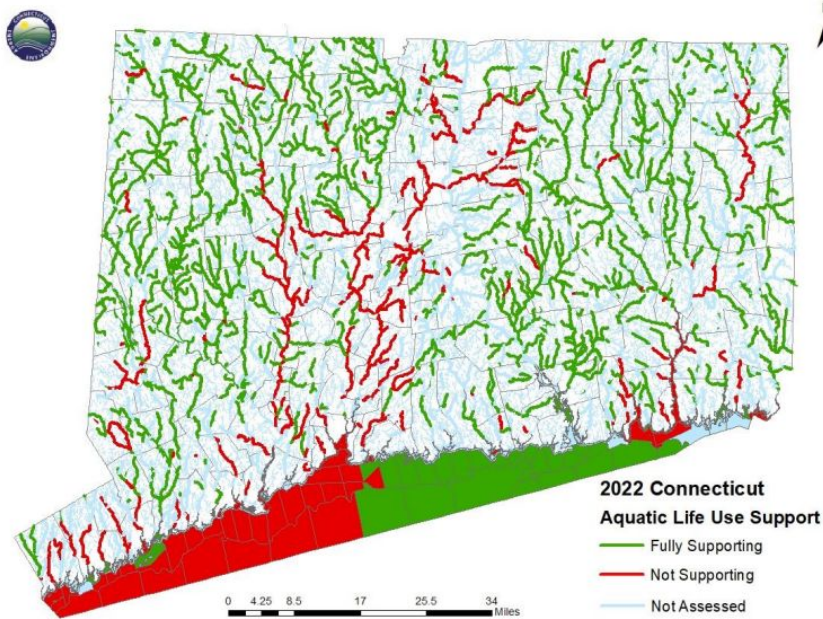 2022 Connecticut
Aquatic Life Use Support
Fully Supporting
Not Supporting
Not Assessed
0 4.25 8.5 17 25.5 34
Miles